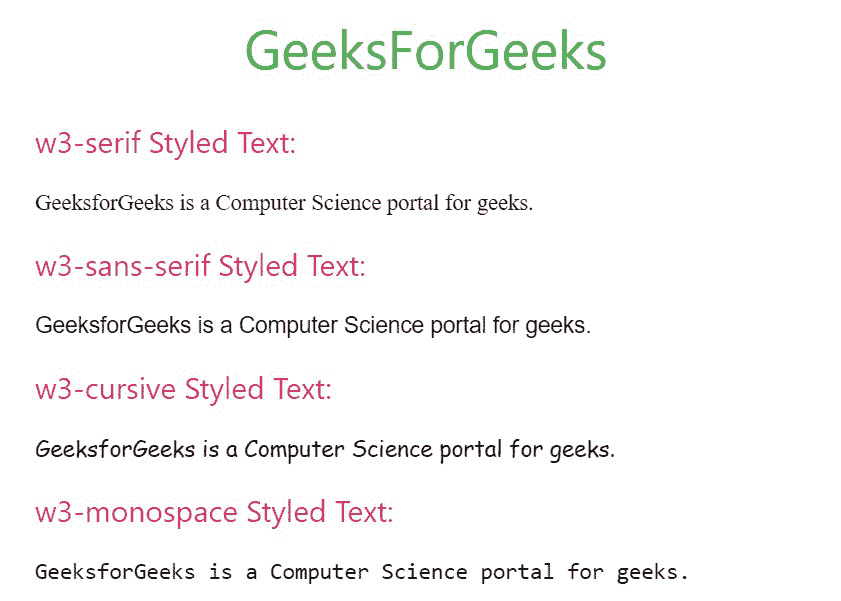 GeeksForGeeks
w3-serif Styled Text:
GeeksforGeeks is a Computer Science portal for geeks.
w3-sans-serif Styled Text:
GeeksforGeeks is a Computer Science portal for geeks.
w3-cursive Styled Text:
GeeksforGeeks is a Computer Science portal for geeks.
w3-monospace Styled Text:
GeeksforGeeks is a Computer Science portal for geeks.